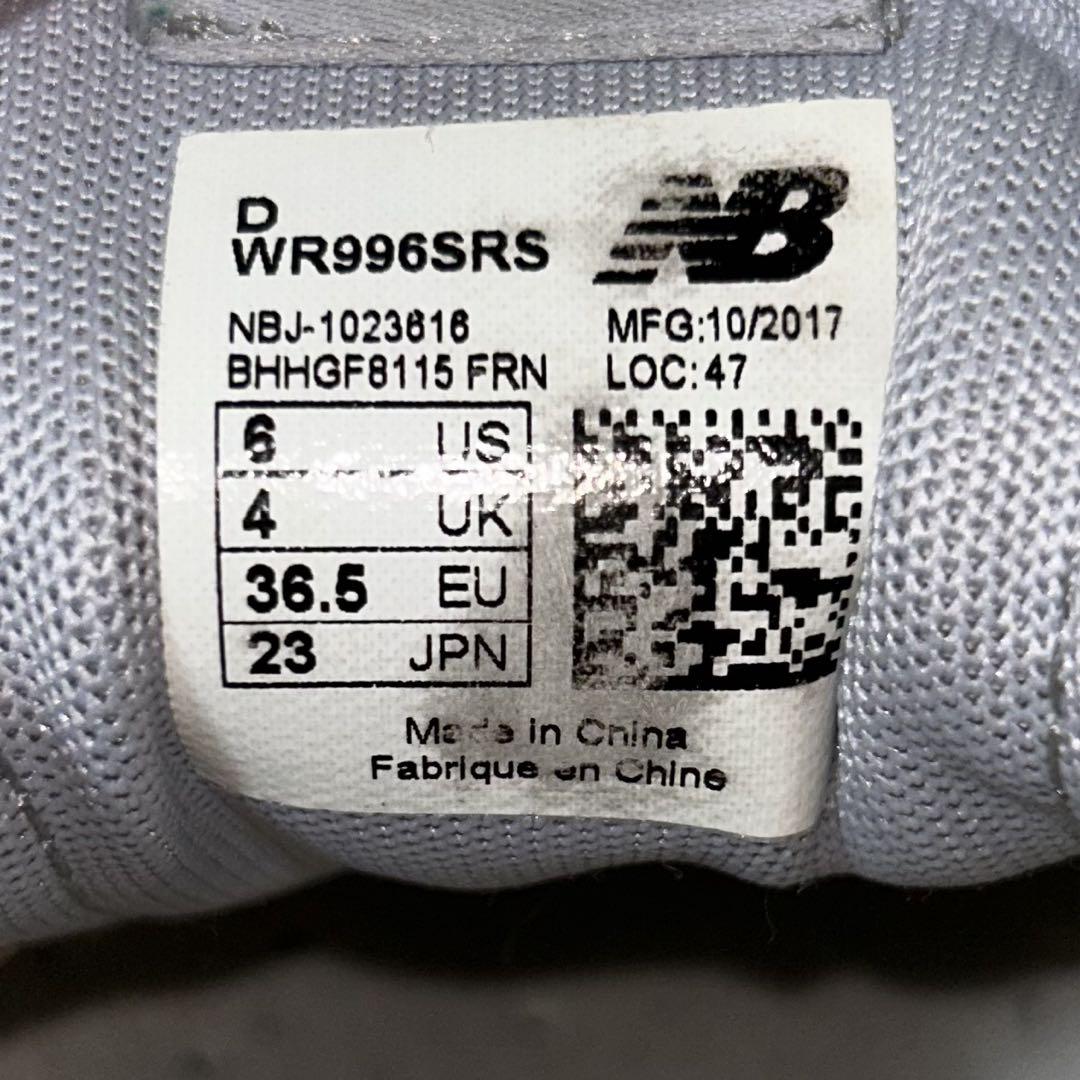 D
WR996SRS
NB
NBJ-1023616
MFG:10/2017
BHHGF8115 FRN
LOC:47
6 US
4 UK
36.5 EU
23 JPN
Made in China
Fabrique en Chine